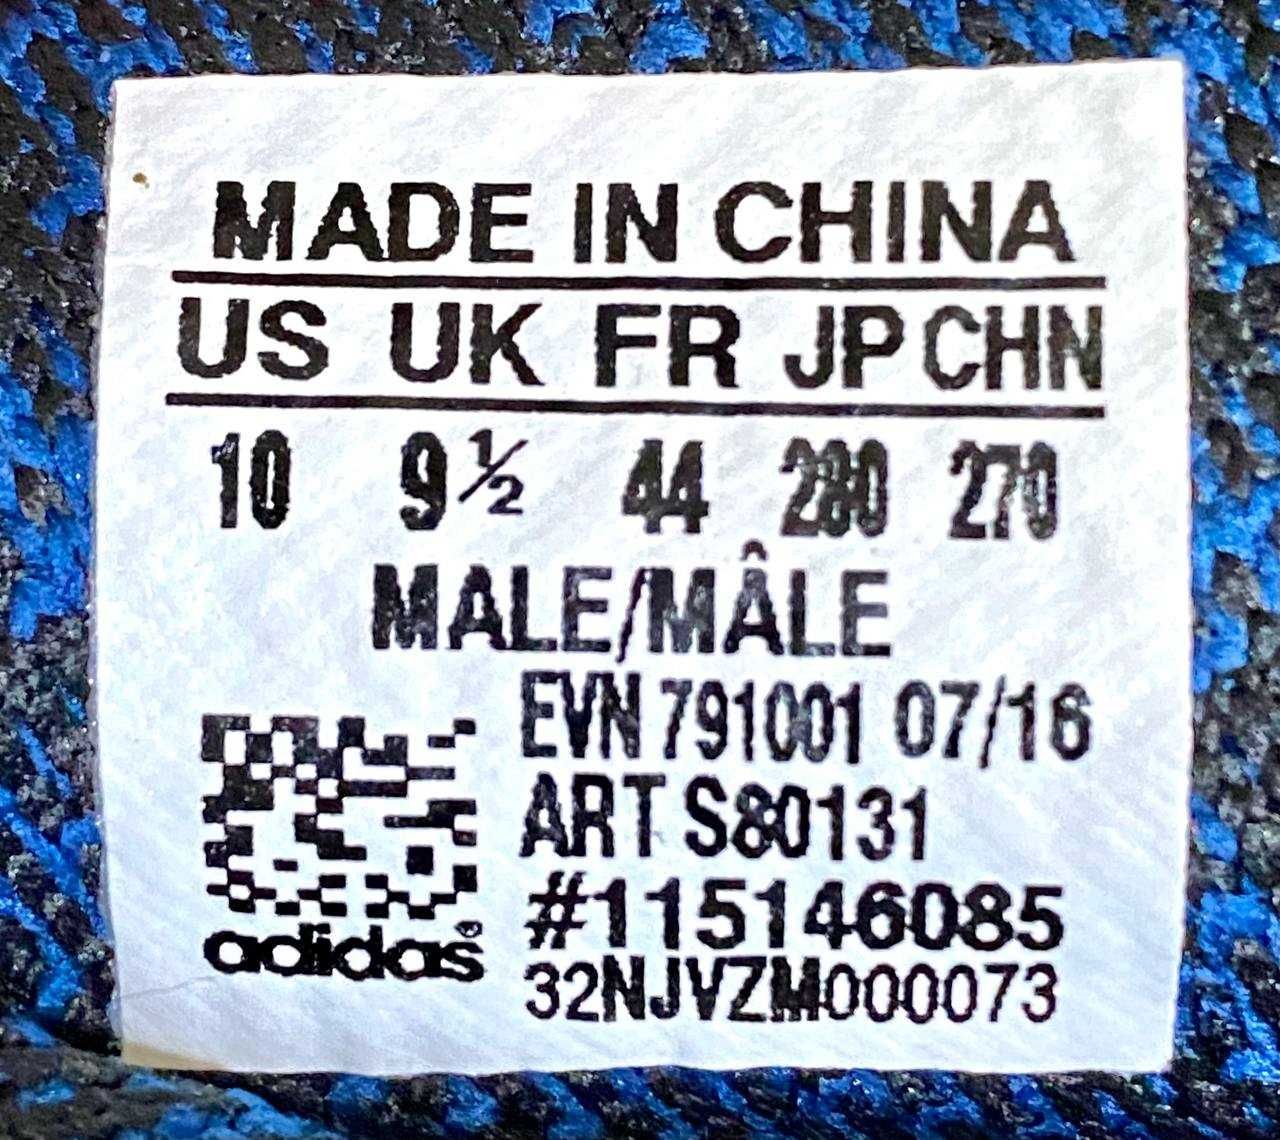 MADE IN CHINA
US UK FR JP CHN
10 9½ 44 280 270
MALE/MÂLE
EVN 791001 07/16
ART S80131
#115146085
adidas®
32NJVZM000073